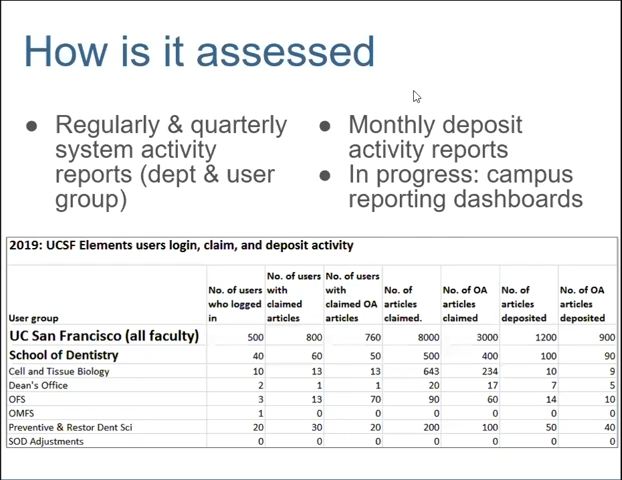 How is it assessed
● Regularly & quarterly
system activity
reports (dept & user
group)
● Monthly deposit
activity reports
● In progress: campus
reporting dashboards
2019: UCSF Elements users login, claim, and deposit activity
User group | No. of users who logged in | No. of users with claimed articles | No. of users with claimed OA articles | No. of articles claimed. | No. of OA articles claimed | No. of articles deposited | No. of OA articles deposited
UC San Francisco (all faculty) 500 800 760 8000 3000 1200 900
School of Dentistry 40 60 50 500 400 100 90
Cell and Tissue Biology 10 13 13 643 234 10 9
Dean's Office 2 1 1 20 17 7 5
OFS 3 13 70 90 60 14 10
OMFS 1 0 0 0 0 0 0
Preventive & Restor Dent Sci 20 30 20 200 100 50 40
SOD Adjustments 0 0 0 0 0 0 0